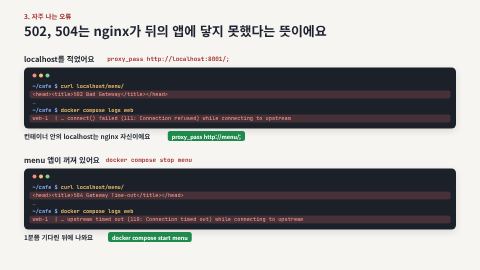 3. 자주 나는 오류
502, 504는 nginx가 뒤의 앱에 닿지 못했다는 뜻이에요
localhost를 적었어요 proxy_pass http://localhost:8001/;
~/cafe $ curl localhost/menu/
<head><title>502 Bad Gateway</title></head>
…
~/cafe $ docker compose logs web
web-1 | … connect() failed (111: Connection refused) while connecting to upstream
컨테이너 안의 localhost는 nginx 자신이에요 proxy_pass http://menu/;
menu 앱이 꺼져 있어요 docker compose stop menu
~/cafe $ curl localhost/menu/
<head><title>504 Gateway Time-out</title></head>
…
~/cafe $ docker compose logs web
web-1 | … upstream timed out (110: Connection timed out) while connecting to upstream
1분쯤 기다린 뒤에 나와요 docker compose start menu